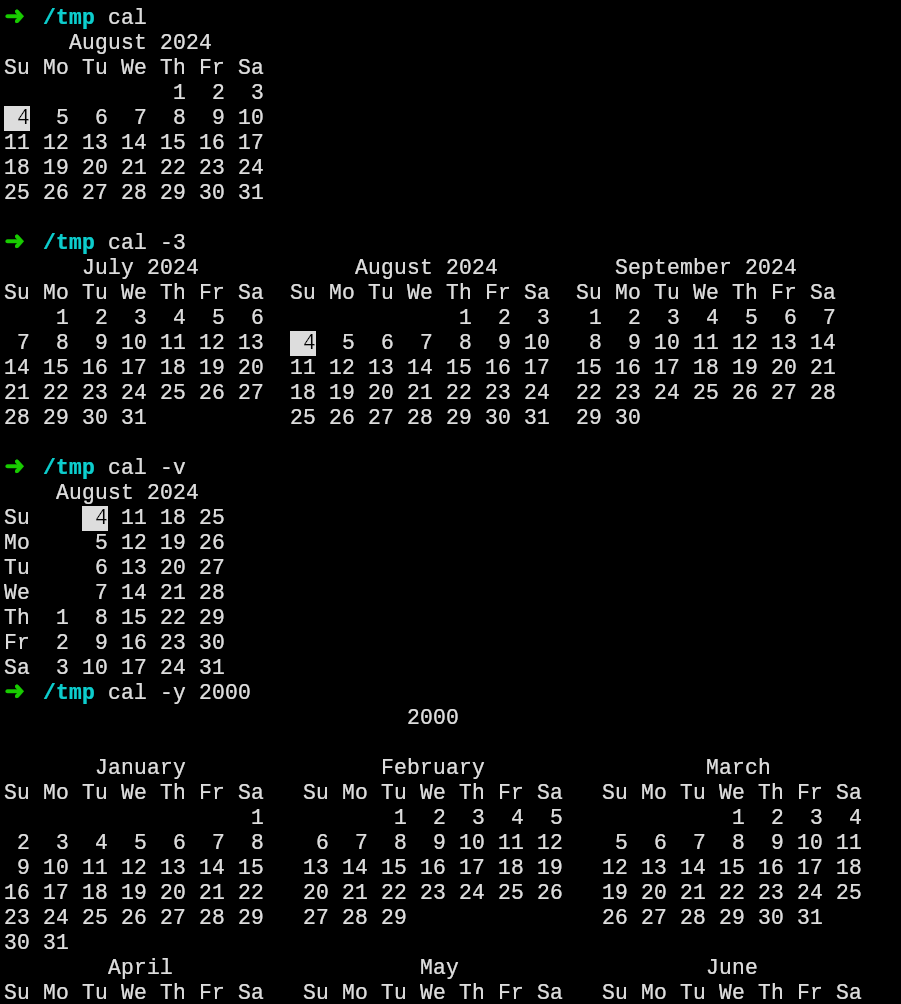 ➜  /tmp cal
     August 2024
Su Mo Tu We Th Fr Sa
             1  2  3
 4  5  6  7  8  9 10
11 12 13 14 15 16 17
18 19 20 21 22 23 24
25 26 27 28 29 30 31

➜  /tmp cal -3
      July 2024            August 2024         September 2024
Su Mo Tu We Th Fr Sa  Su Mo Tu We Th Fr Sa  Su Mo Tu We Th Fr Sa
    1  2  3  4  5  6               1  2  3   1  2  3  4  5  6  7
 7  8  9 10 11 12 13   4  5  6  7  8  9 10   8  9 10 11 12 13 14
14 15 16 17 18 19 20  11 12 13 14 15 16 17  15 16 17 18 19 20 21
21 22 23 24 25 26 27  18 19 20 21 22 23 24  22 23 24 25 26 27 28
28 29 30 31           25 26 27 28 29 30 31  29 30

➜  /tmp cal -v
    August 2024
Su     4 11 18 25
Mo     5 12 19 26
Tu     6 13 20 27
We     7 14 21 28
Th  1  8 15 22 29
Fr  2  9 16 23 30
Sa  3 10 17 24 31
➜  /tmp cal -y 2000
                               2000

       January               February                 March
Su Mo Tu We Th Fr Sa   Su Mo Tu We Th Fr Sa   Su Mo Tu We Th Fr Sa
                   1          1  2  3  4  5             1  2  3  4
 2  3  4  5  6  7  8    6  7  8  9 10 11 12    5  6  7  8  9 10 11
 9 10 11 12 13 14 15   13 14 15 16 17 18 19   12 13 14 15 16 17 18
16 17 18 19 20 21 22   20 21 22 23 24 25 26   19 20 21 22 23 24 25
23 24 25 26 27 28 29   27 28 29               26 27 28 29 30 31
30 31
        April                   May                   June
Su Mo Tu We Th Fr Sa   Su Mo Tu We Th Fr Sa   Su Mo Tu We Th Fr Sa